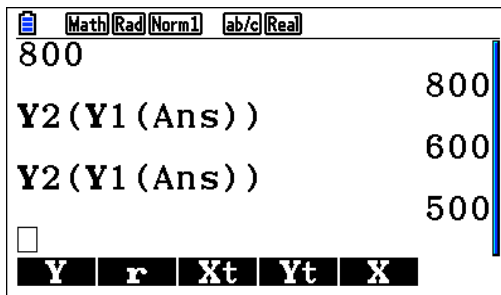 Math Rad Norm1 ab/c Real
800
800
Y2(Y1(Ans))
600
Y2(Y1(Ans))
500
Y r Xt Yt X